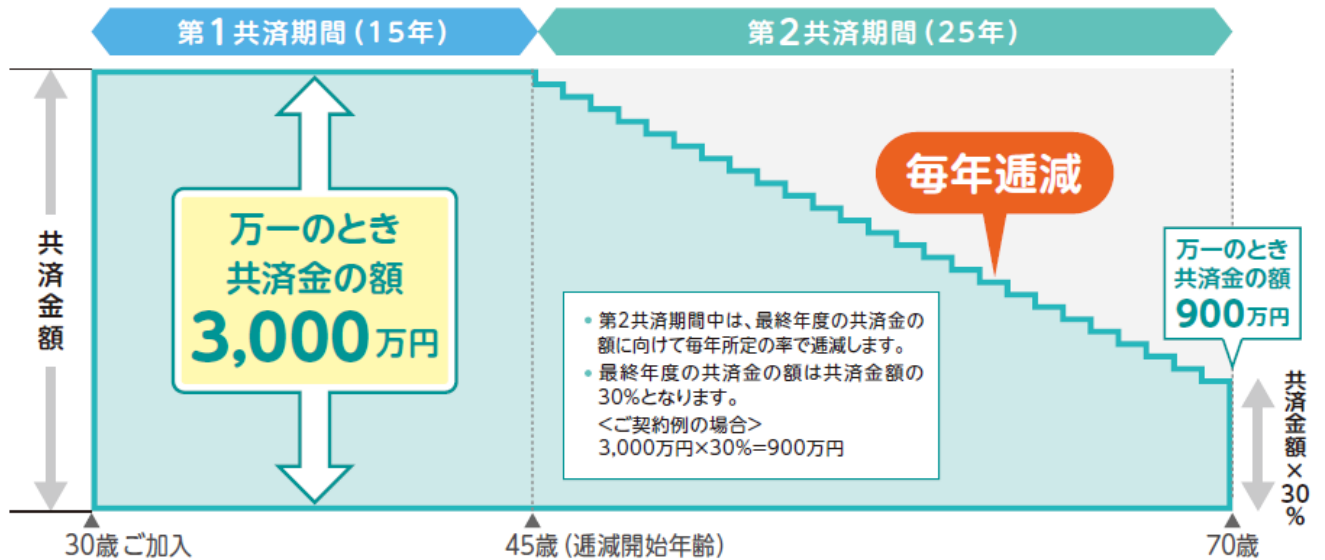 第1共済期間(15年)
第2共済期間(25年)
共済金額
万一のとき
共済金の額
3,000万円
毎年逓減
万一のとき
共済金の額
900万円
• 第2共済期間中は、最終年度の共済金の
額に向けて毎年所定の率で逓減します。
• 最終年度の共済金の額は共済金額の
30%となります。
<ご契約例の場合>
3,000万円×30%=900万円
共済金額×30%
30歳ご加入
45歳(逓減開始年齢)
70歳